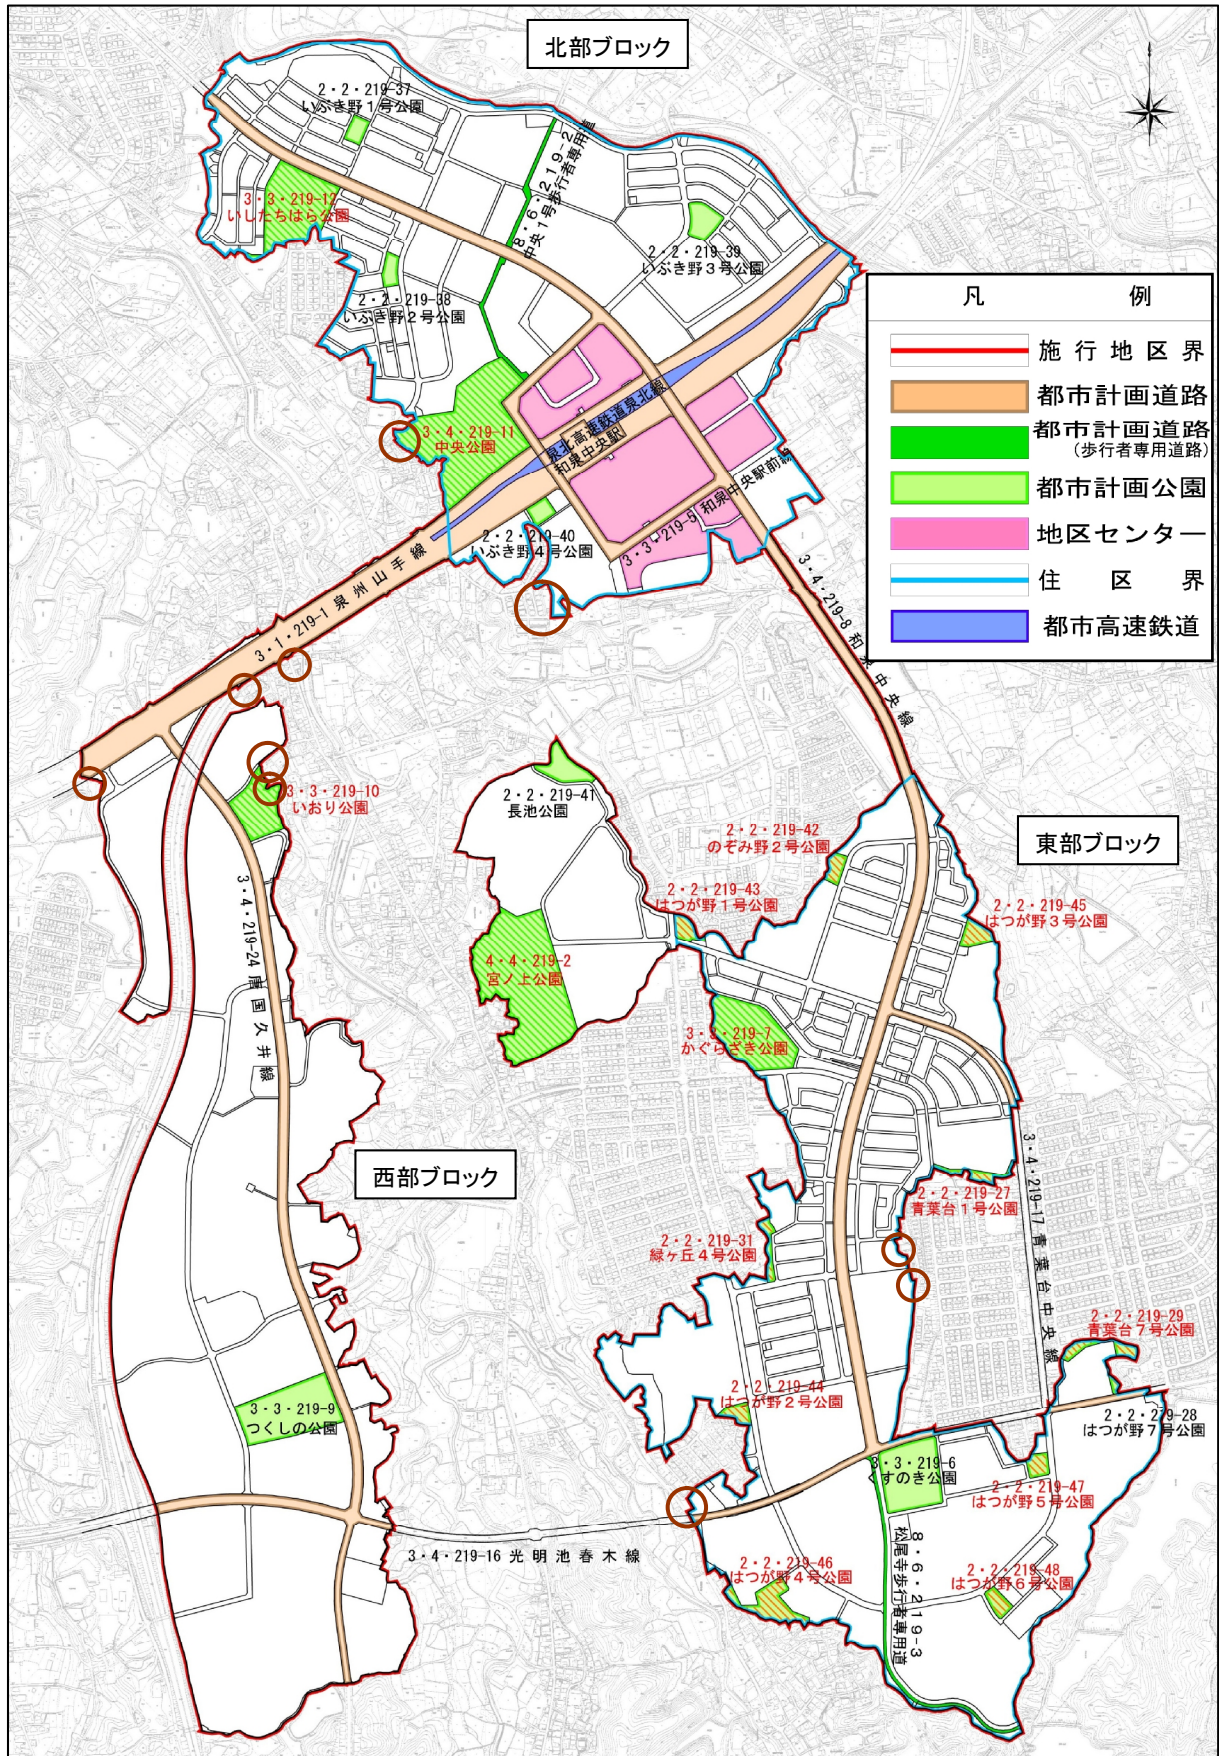 北部ブロック
2・2・219-37
いぶき野1号公園
8・6・219-2
中央1号歩行者専用道
3・3・219-12
いしたちはら公園
2・2・219-39
いぶき野3号公園
2・2・219-38
いぶき野2号公園
凡 例
施行地区界
都市計画道路
都市計画道路
(歩行者専用道路)
都市計画公園
地区センター
住区界
都市高速鉄道
3・4・219-11
中央公園
泉北高速鉄道泉北線
和泉中央駅
2・2・219-40
いぶき野4号公園
3・3・219-5 和泉中央駅前線
3・1・219-1 泉州山手線
3・4・219-8 和泉中央線
3・3・219-10
いおり公園
2・2・219-41
長池公園
2・2・219-42
のぞみ野2号公園
東部ブロック
2・2・219-43
はつが野1号公園
2・2・219-45
はつが野3号公園
3・4・219-24 唐国久井線
4・4・219-2
宮ノ上公園
3・3・219-7
かぐらざき公園
西部ブロック
3・4・219-17 青葉台中央線
2・2・219-27
青葉台1号公園
2・2・219-31
緑ヶ丘4号公園
2・2・219-29
青葉台7号公園
2・2・219-44
はつが野2号公園
3・3・219-9
つくしの公園
2・2・219-28
はつが野7号公園
3・3・219-6
くすのき公園
2・2・219-47
はつが野5号公園
3・4・219-16 光明池春木線
2・2・219-46
はつが野4号公園
8・6・219-3
松尾寺歩行者専用道
2・2・219-48
はつが野6号公園